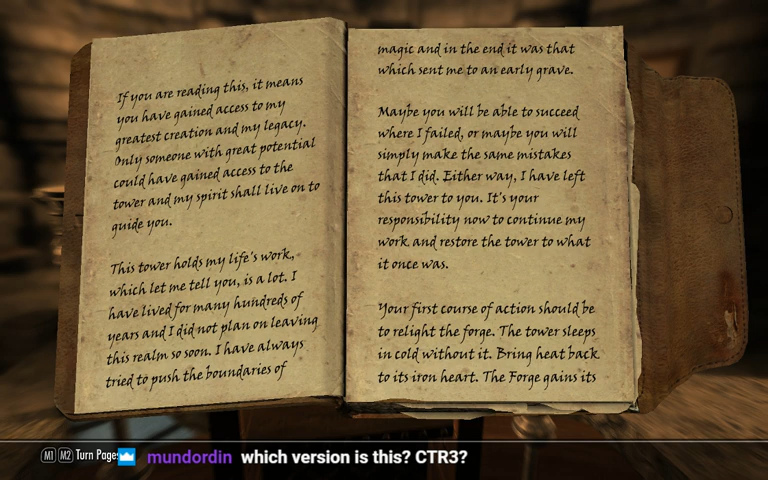 If you are reading this, it means
you have gained access to my
greatest creation and my legacy.
Only someone with great potential
could have gained access to the
tower and my spirit shall live on to
guide you.
This tower holds my life's work,
which let me tell you, is a lot. I
have lived for many hundreds of
years and I did not plan on leaving
this realm so soon. I have always
tried to push the boundaries of
magic and in the end it was that
which sent me to an early grave.
Maybe you will be able to succeed
where I failed, or maybe you will
simply make the same mistakes
that I did. Either way, I have left
this tower to you. It's your
responsibility now to continue my
work and restore the tower to what
it once was.
Your first course of action should be
to relight the forge. The tower sleeps
in cold without it. Bring heat back
to its iron heart. The Forge gains its
M1 M2 Turn Page
mundordin which version is this? CTR3?